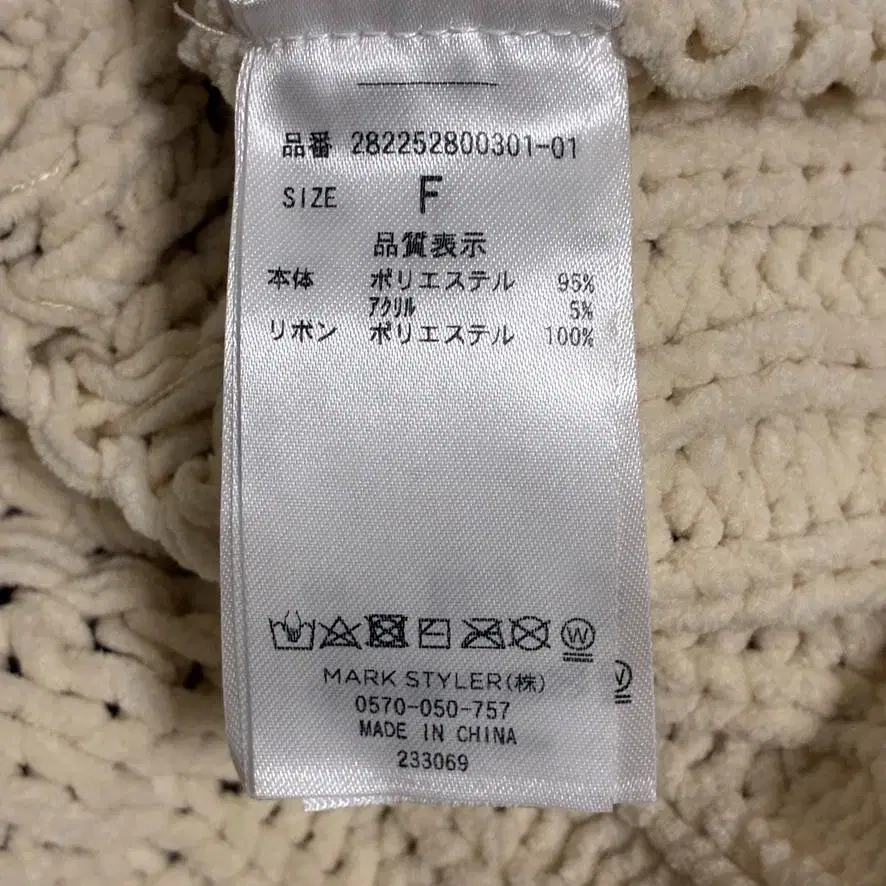 品番 282252800301-01
SIZE F
品質表示
本体 ポリエステル 95%
アクリル 5%
リボン ポリエステル 100%
W
MARK STYLER(株)
0570-050-757
MADE IN CHINA
233069